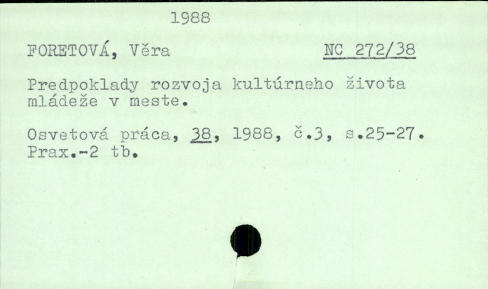 1988
FORETOVÁ, Věra NC 272/38
Predpoklady rozvoja kultúrneho života
mládeže v meste.
Osvetová práca, 38, 1988, č.3, s.25-27.
Prax.-2 tb.